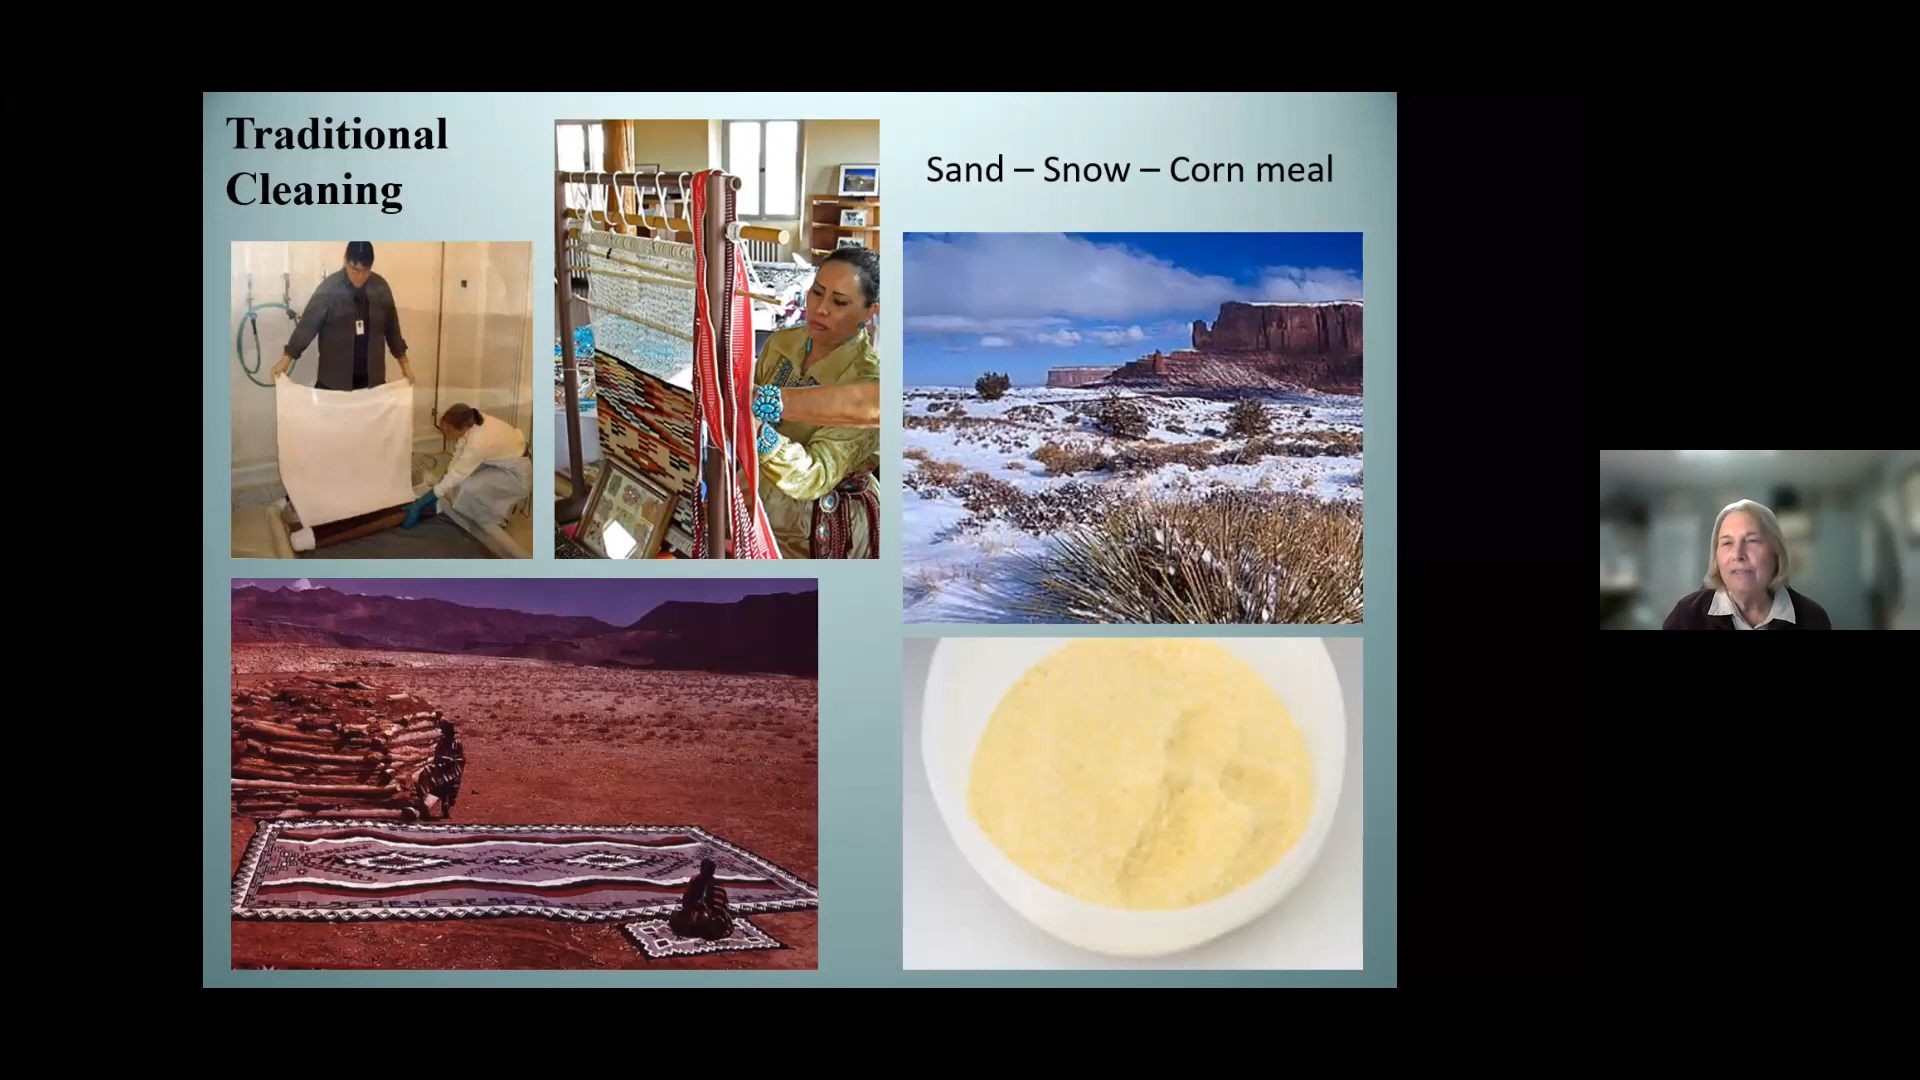 Traditional
Cleaning
Sand – Snow – Corn meal